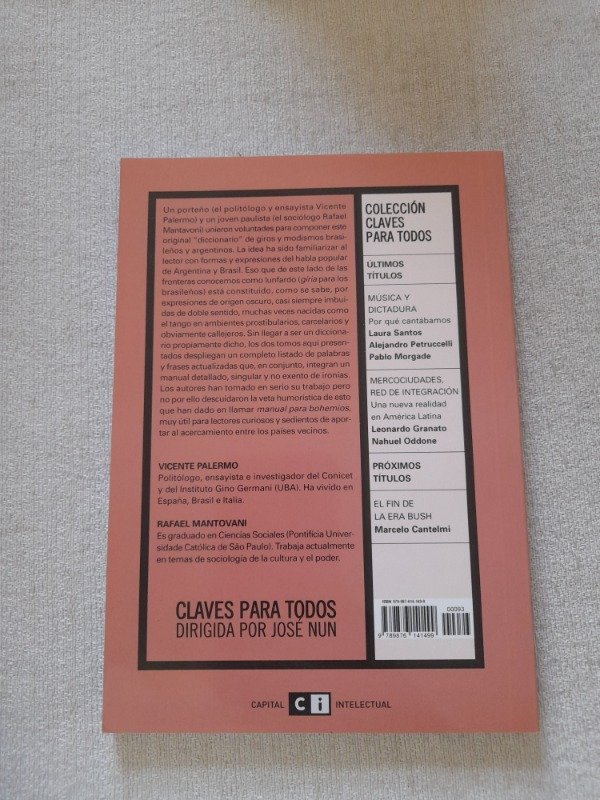 Un porteño (el politólogo y ensayista Vicente
Palermo) y un joven paulista (el sociólogo Rafael
Mantavoni) unieron voluntades para componer este
original "diccionario" de giros y modismos brasi-
leños y argentinos. La idea ha sido familiarizar al
lector con formas y expresiones del habla popular
de Argentina y Brasil. Eso que de este lado de las
fronteras conocemos como lunfardo (gíria para los
brasileños) está constituido, como se sabe, por
expresiones de origen oscuro, casi siempre imbui-
das de doble sentido, muchas veces nacidas como
el tango en ambientes prostibularios, carcelarios y
obviamente callejeros. Sin llegar a ser un dicciona-
rio propiamente dicho, los dos tomos aquí presen-
tados despliegan un completo listado de palabras
y frases actualizadas que, en conjunto, integran un
manual detallado, singular y no exento de ironías.
Los autores han tomado en serio su trabajo pero
no por ello descuidaron la veta humorística de esto
que han dado en llamar manual para bohemios,
muy útil para lectores curiosos y sedientos de apor-
tar al acercamiento entre los países vecinos.
VICENTE PALERMO
Politólogo, ensayista e investigador del Conicet
y del Instituto Gino Germani (UBA). Ha vivido en
España, Brasil e Italia.
RAFAEL MANTOVANI
Es graduado en Ciencias Sociales (Pontificia Univer-
sidade Católica de São Paulo). Trabaja actualmente
en temas de sociología de la cultura y el poder.
CLAVES PARA TODOS
DIRIGIDA POR JOSÉ NUN
COLECCIÓN
CLAVES
PARA TODOS
ÚLTIMOS
TÍTULOS
MÚSICA Y
DICTADURA
Por qué cantábamos
Laura Santos
Alejandro Petruccelli
Pablo Morgade
MERCOCIUDADES,
RED DE INTEGRACIÓN
Una nueva realidad
en América Latina
Leonardo Granato
Nahuel Oddone
PRÓXIMOS
TÍTULOS
EL FIN DE
LA ERA BUSH
Marcelo Cantelmi
ISBN 978-987-614-149-9
00093
9 789876 141499
CAPITAL Ci INTELECTUAL